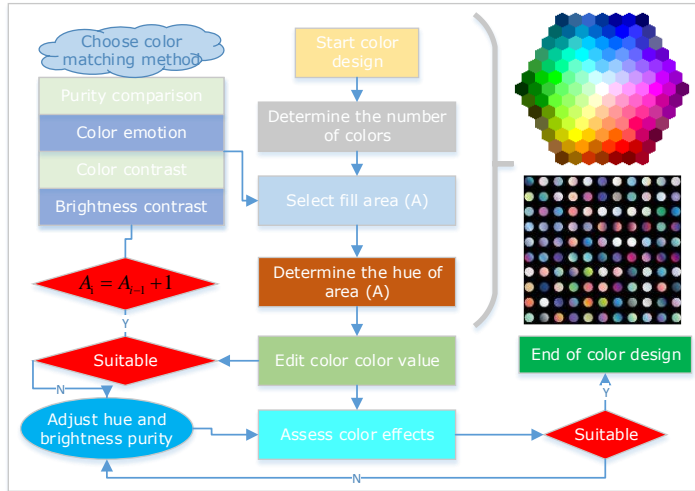 Choose color
matching method
Purity comparison
Color emotion
Color contrast
Brightness contrast
A_i = A_{i-1} + 1
Y
Suitable
N
Adjust hue and
brightness purity
Start color
design
Determine the number
of colors
Select fill area (A)
Determine the hue of
area (A)
Edit color color value
Assess color effects
End of color design
Y
Suitable
N